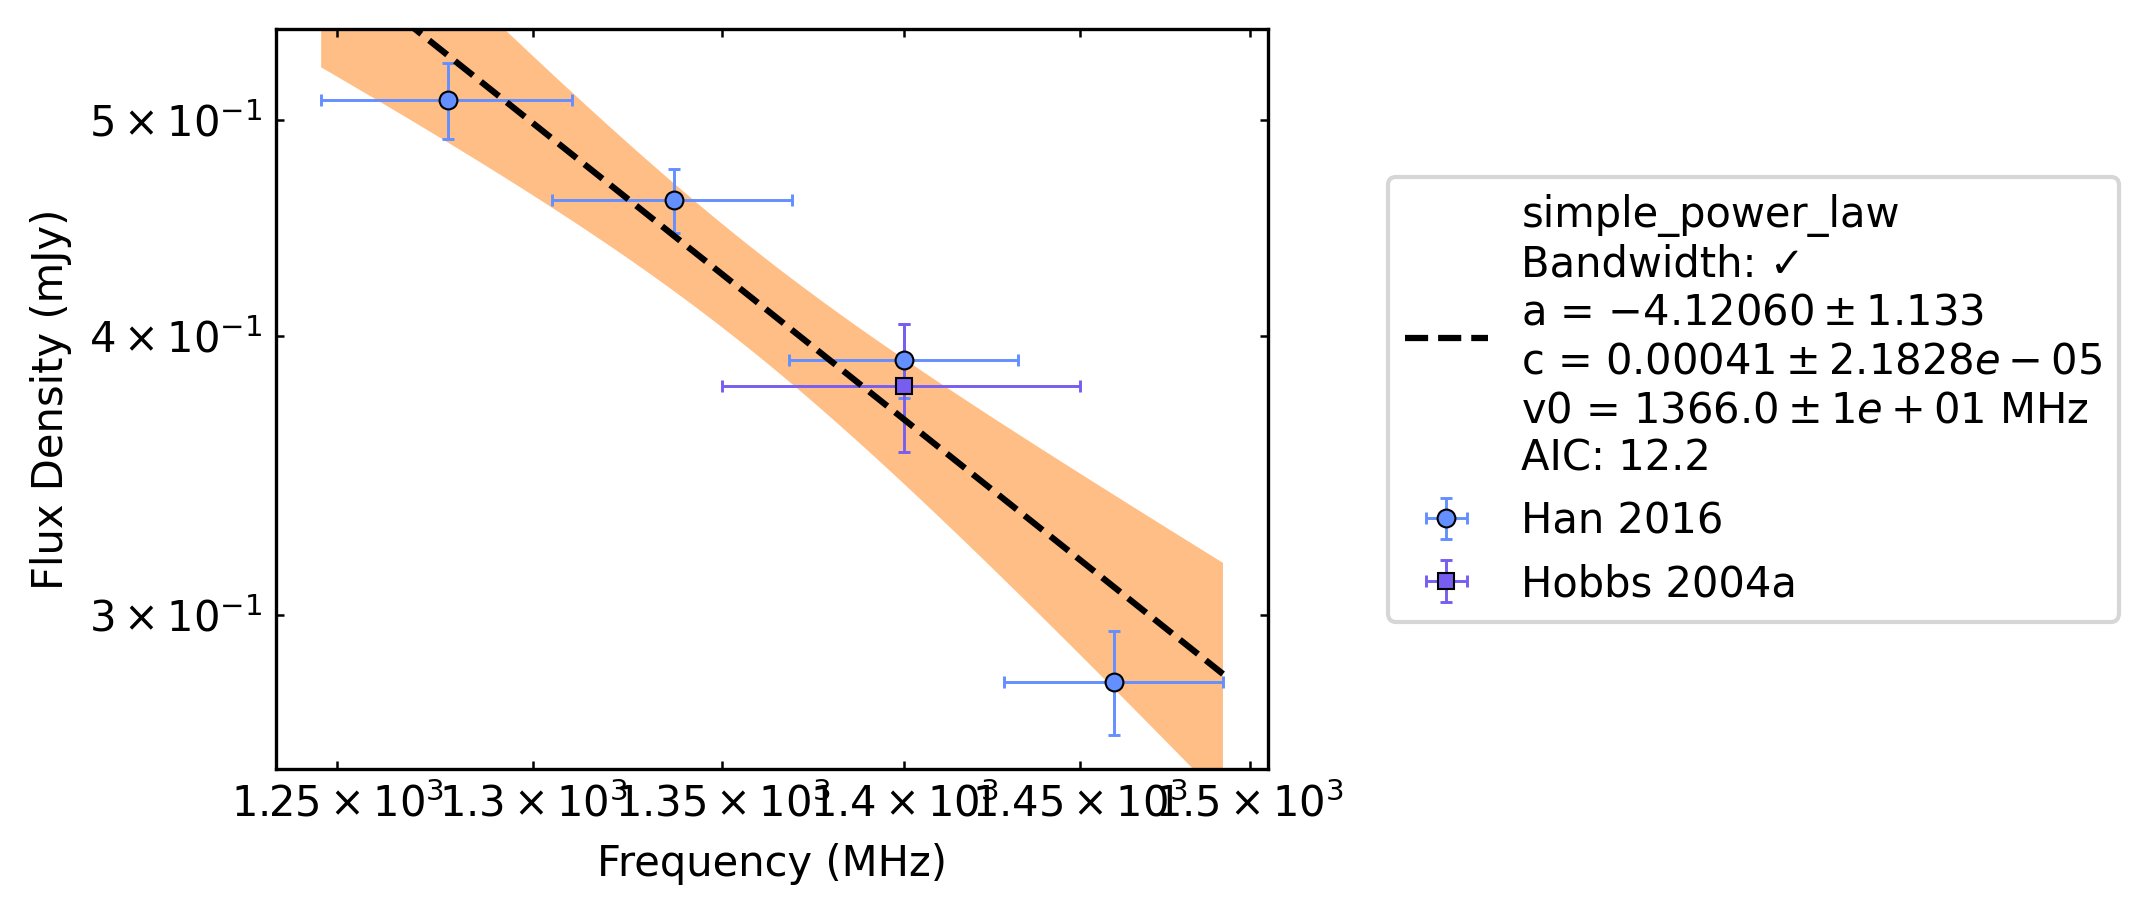 5 × 10⁻¹
4 × 10⁻¹
3 × 10⁻¹
Flux Density (mJy)
1.25 × 10³
1.3 × 10³
1.35 × 10³
1.4 × 10³
1.45 × 10³
1.5 × 10³
Frequency (MHz)
simple_power_law
Bandwidth: ✓
a = −4.12060 ± 1.133
c = 0.00041 ± 2.1828e − 05
v0 = 1366.0 ± 1e + 01 MHz
AIC: 12.2
Han 2016
Hobbs 2004a